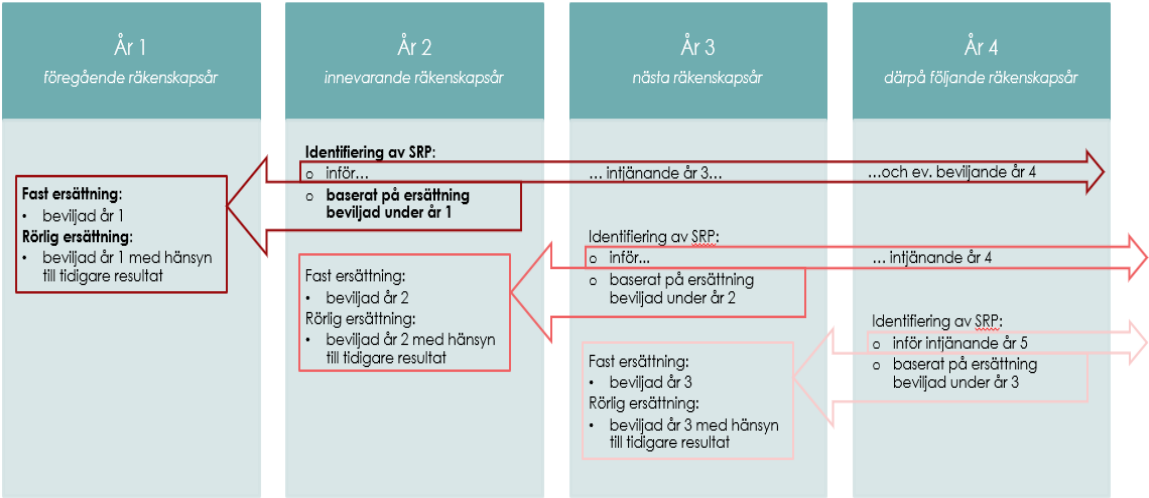 År 1
föregående räkenskapsår
Fast ersättning:
• beviljad år 1
Rörlig ersättning:
• beviljad år 1 med hänsyn
till tidigare resultat
År 2
innevarande räkenskapsår
Identifiering av SRP:
o inför...
o baserat på ersättning
beviljad under år 1
Fast ersättning:
• beviljad år 2
Rörlig ersättning:
• beviljad år 2 med hänsyn
till tidigare resultat
År 3
nästa räkenskapsår
... intjänande år 3...
Identifiering av SRP:
o inför...
o baserat på ersättning
beviljad under år 2
Fast ersättning:
• beviljad år 3
Rörlig ersättning:
• beviljad år 3 med hänsyn
till tidigare resultat
År 4
därpå följande räkenskapsår
...och ev. beviljande år 4
... intjänande år 4
Identifiering av SRP:
o inför intjänande år 5
o baserat på ersättning
beviljad under år 3